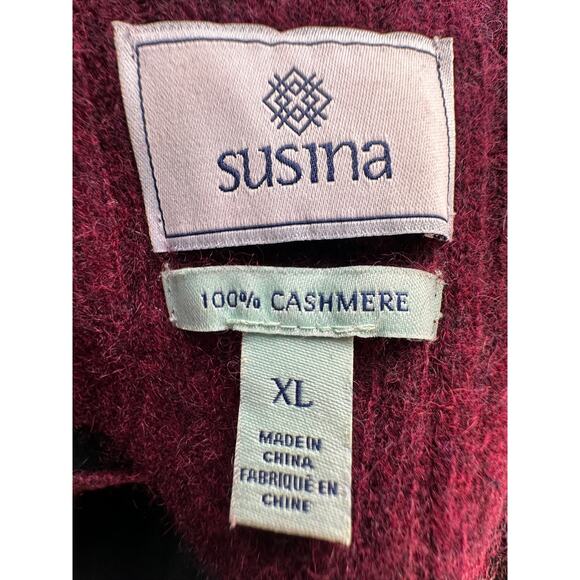 susina
100% CASHMERE
XL
MADE IN
CHINA
FABRIQUÉ EN
CHINE